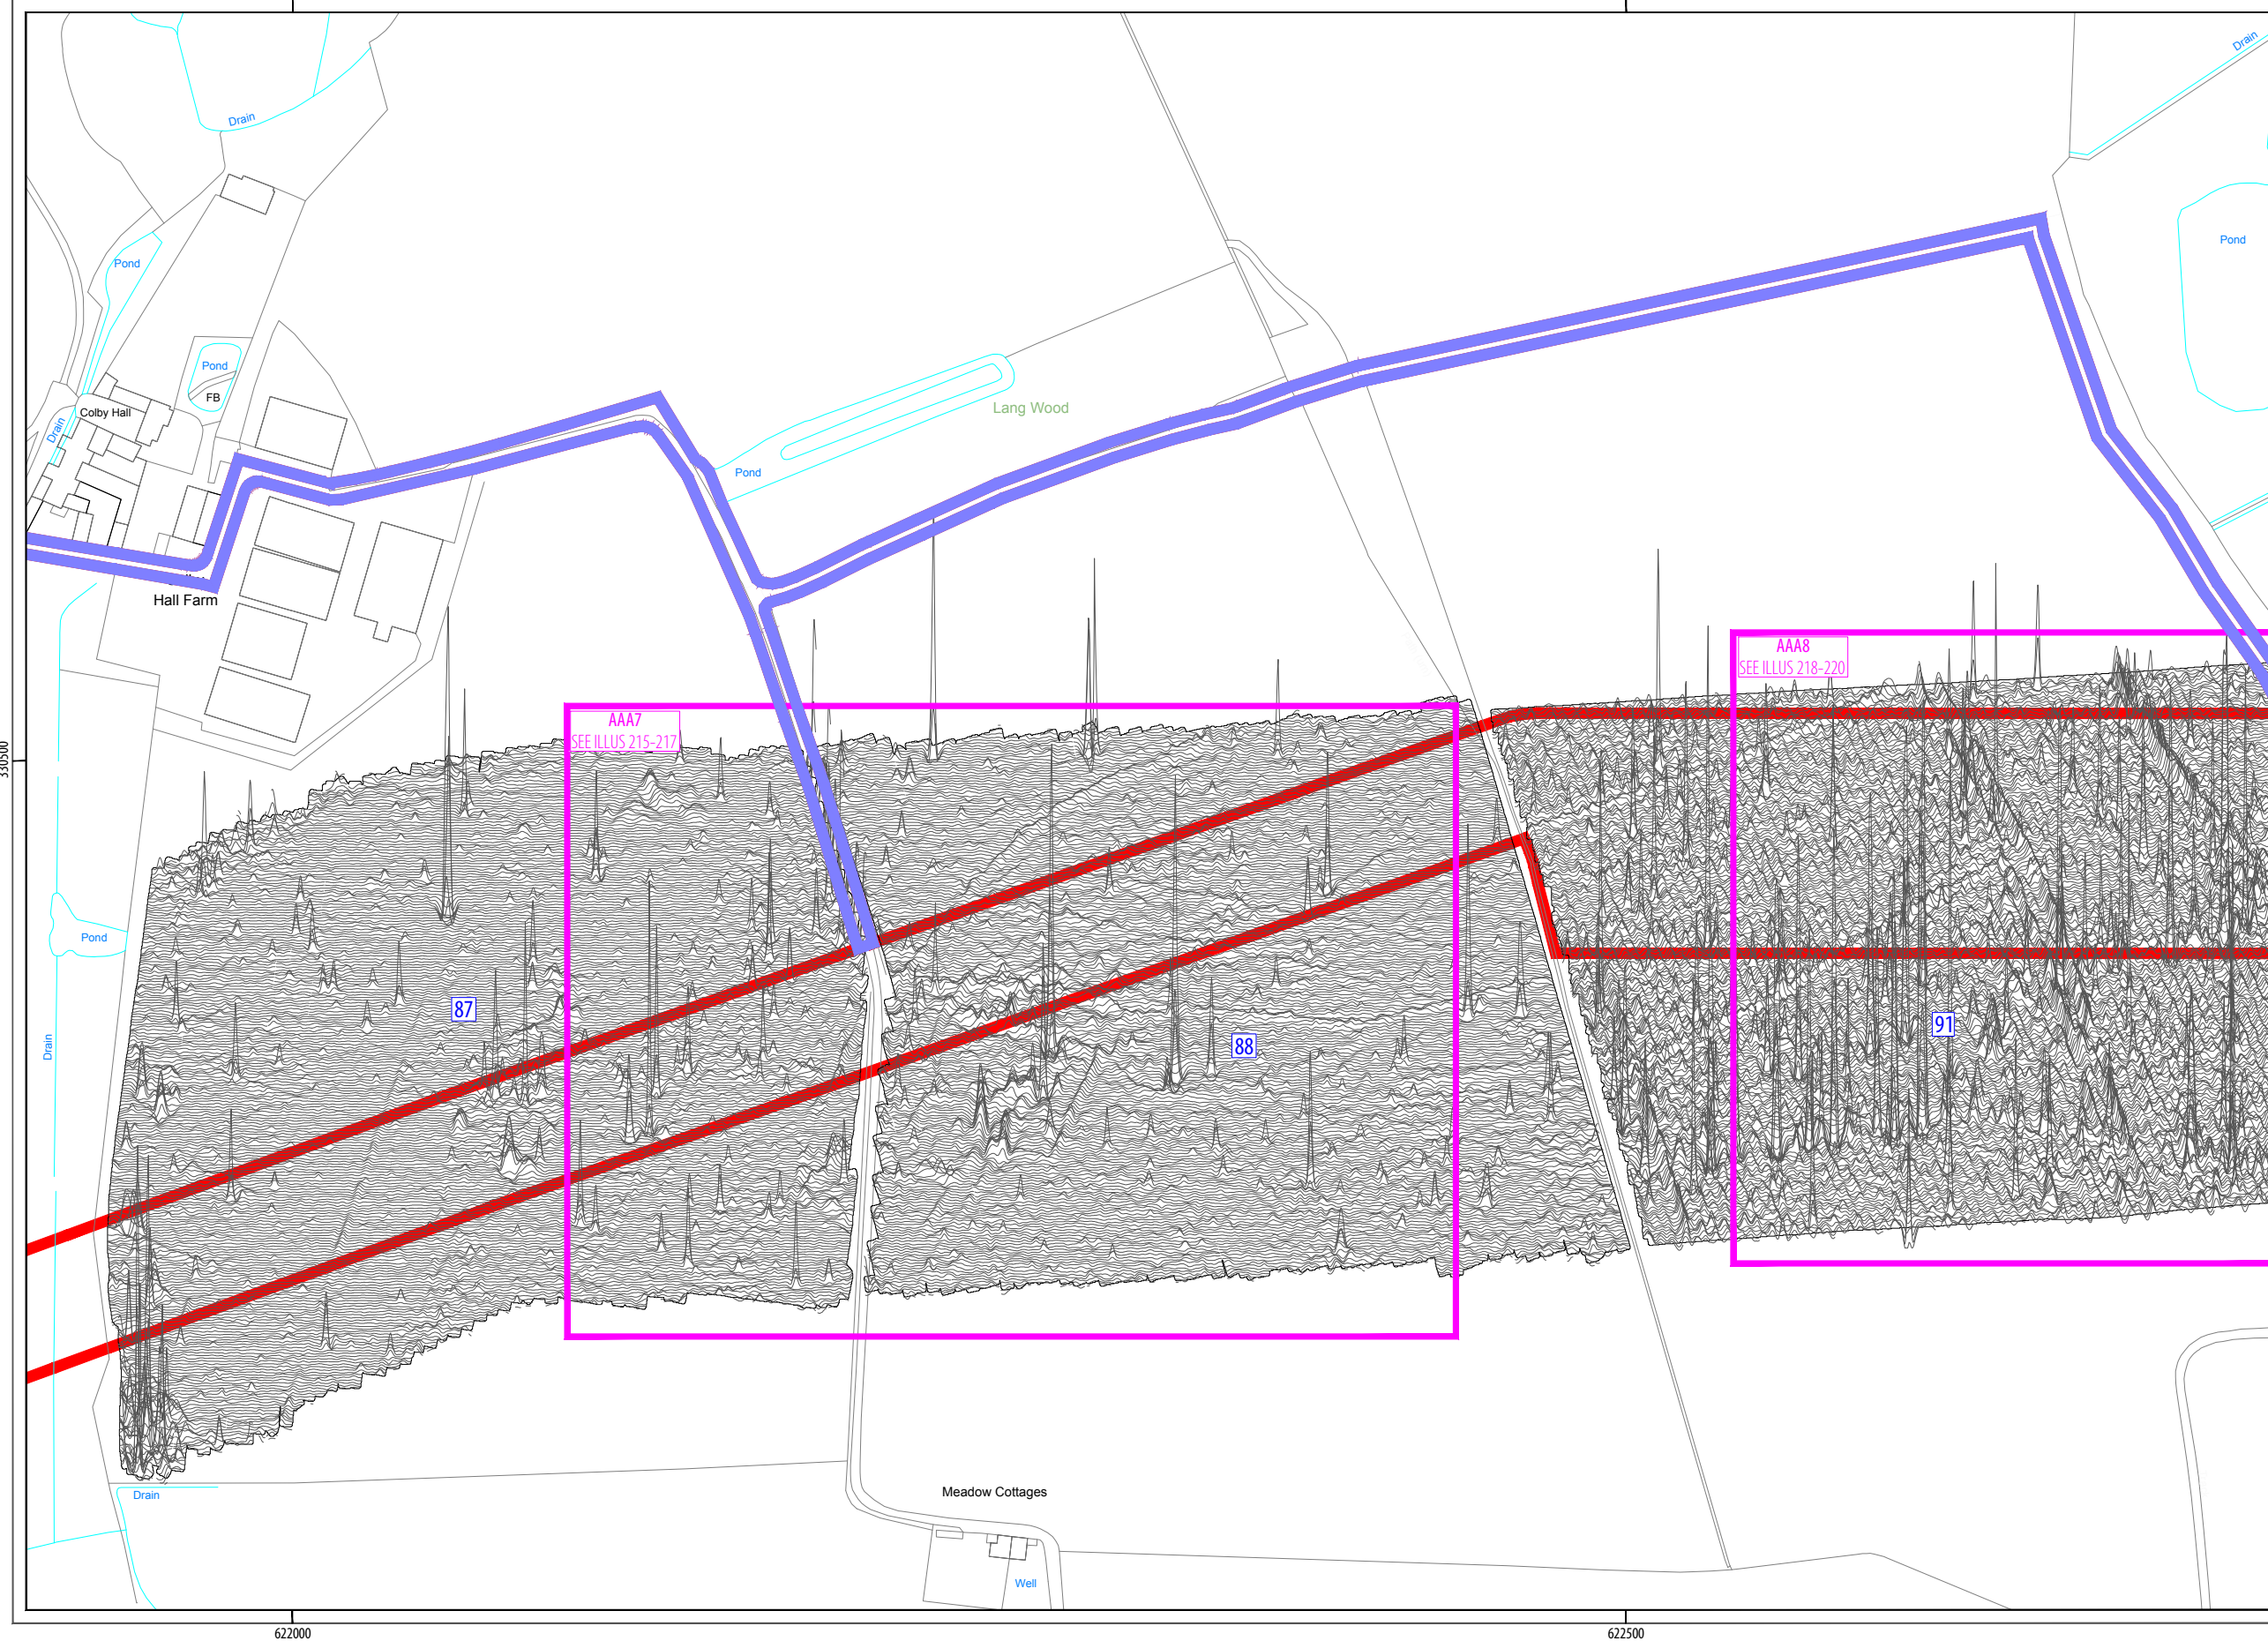 Drain
Drain
Pond
Pond
Pond
FB
Colby Hall
Drain
Lang Wood
Pond
Hall Farm
AAA8
SEE ILLUS 218-220
AAA7
SEE ILLUS 215-217
330500
Pond
87
91
88
Drain
Meadow Cottages
Drain
Well
622000
622500